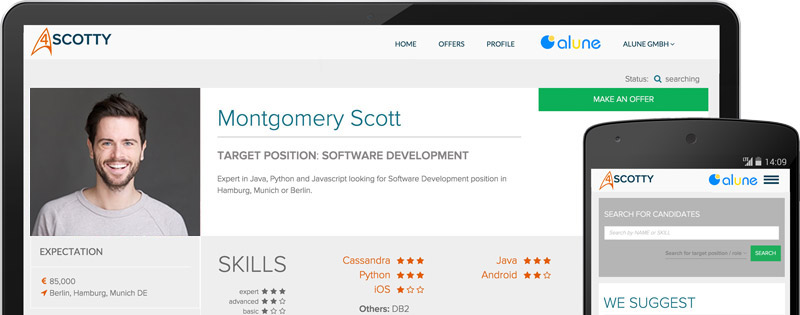 4SCOTTY
HOME OFFERS PROFILE alune ALUNE GMBH
Status: searching
MAKE AN OFFER
Montgomery Scott
TARGET POSITION: SOFTWARE DEVELOPMENT
Expert in Java, Python and Javascript looking for Software Development position in
Hamburg, Munich or Berlin.
EXPECTATION
€ 85,000
Berlin, Hamburg, Munich DE
SKILLS
expert ★★★
advanced ★★☆
basic ★☆☆
Cassandra ★★★
Python ★★★
iOS ★☆☆
Others: DB2
Java ★★★
Android ★★☆
LTE 14:09
4SCOTTY alune
SEARCH FOR CANDIDATES
Search by NAME or SKILL
Search for target position / role
SEARCH
WE SUGGEST